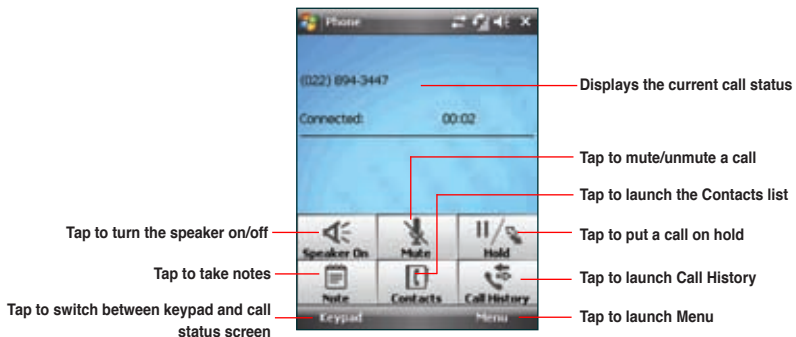 Phone
(022) 894-3447
Displays the current call status
Connected: 00:02
Tap to mute/unmute a call
Tap to launch the Contacts list
Tap to turn the speaker on/off
Speaker On
Mute
Hold
Tap to put a call on hold
Tap to take notes
Note
Contacts
Call History
Tap to launch Call History
Tap to switch between keypad and call
status screen
Keypad
Menu
Tap to launch Menu